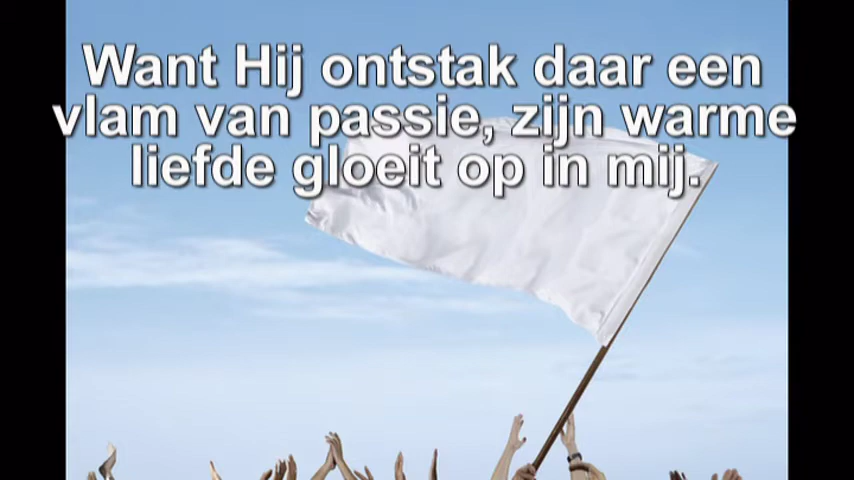 Want Hij ontstak daar een
vlam van passie, zijn warme
liefde gloeit op in mij.